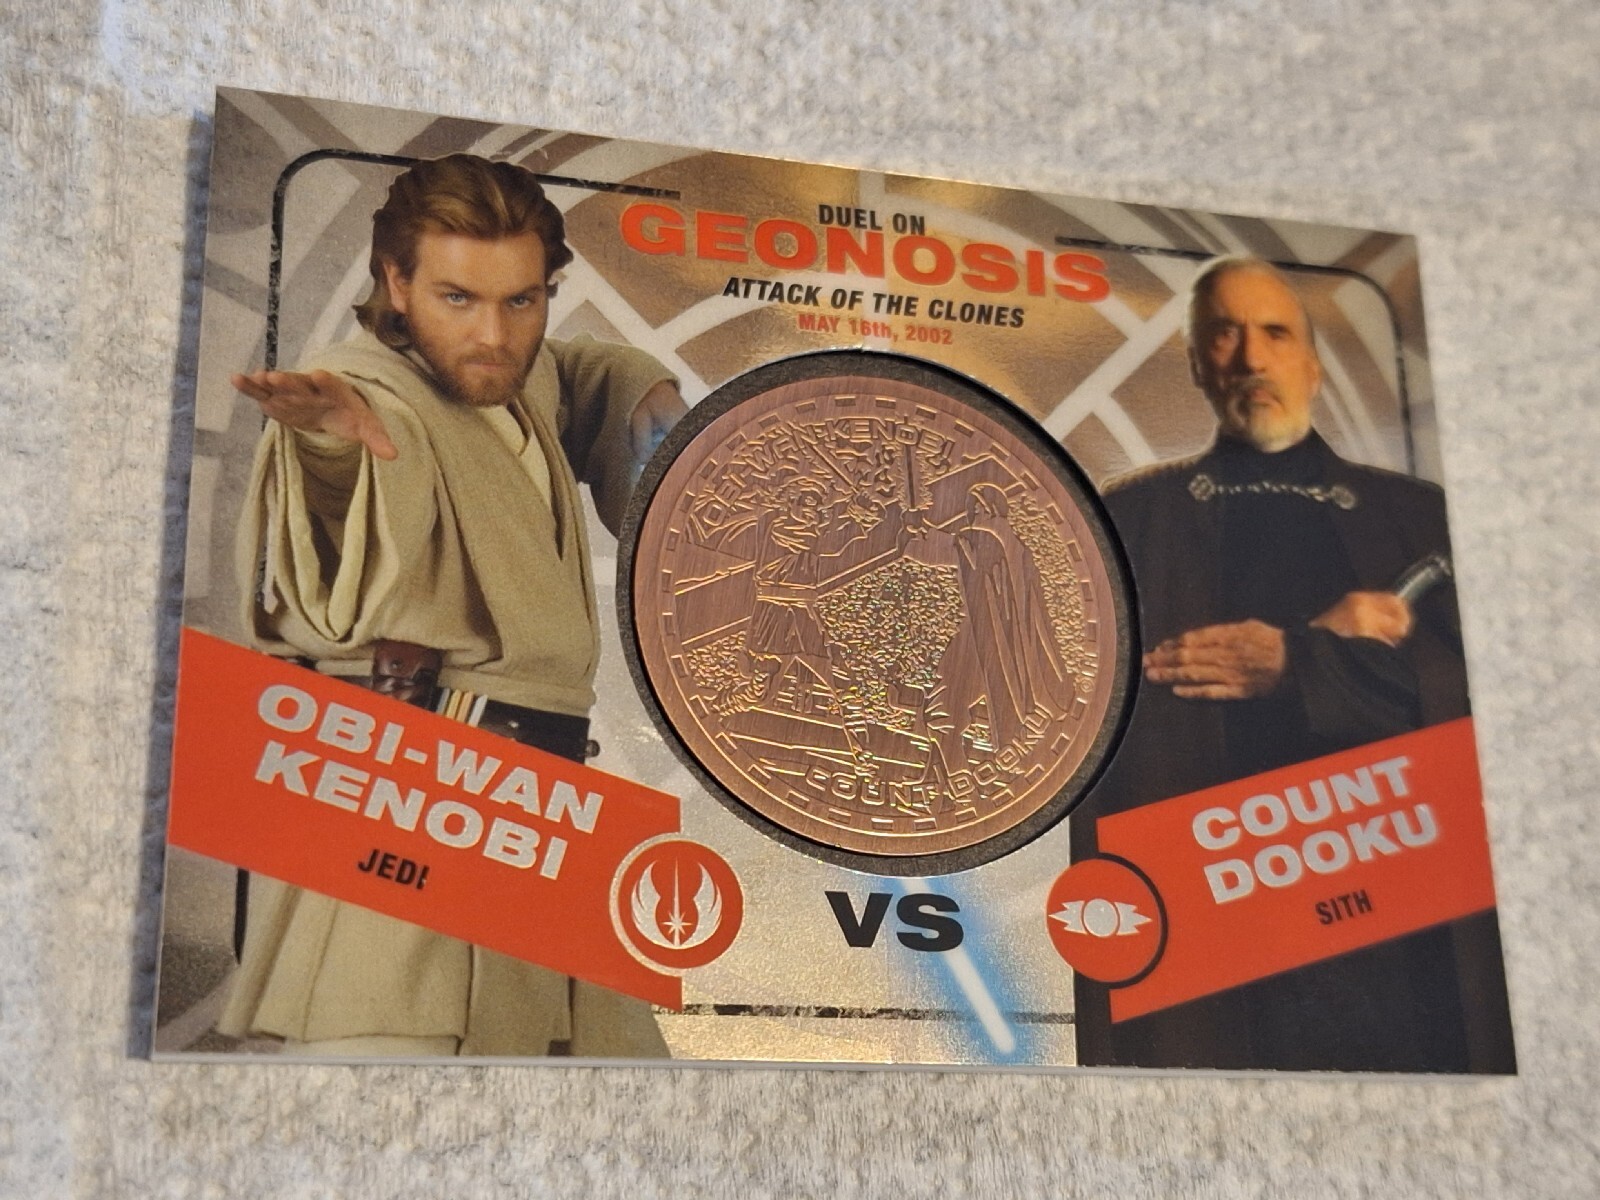 DUEL ON
GEONOSIS
ATTACK OF THE CLONES
MAY 16th, 2002
OBI-WAN KENOBI
COUNT DOOKU
OBI-WAN
KENOBI
JEDI
VS
COUNT
DOOKU
SITH